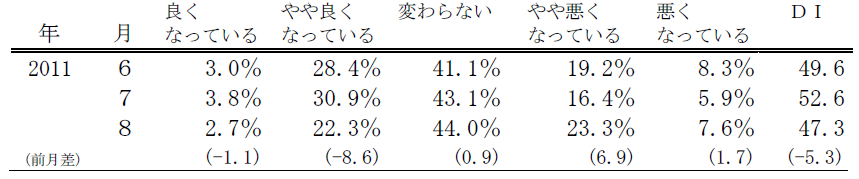 年 月 良くなっている やや良くなっている 変わらない やや悪くなっている 悪くなっている ＤＩ
2011 6 3.0% 28.4% 41.1% 19.2% 8.3% 49.6
7 3.8% 30.9% 43.1% 16.4% 5.9% 52.6
8 2.7% 22.3% 44.0% 23.3% 7.6% 47.3
(前月差) (-1.1) (-8.6) (0.9) (6.9) (1.7) (-5.3)